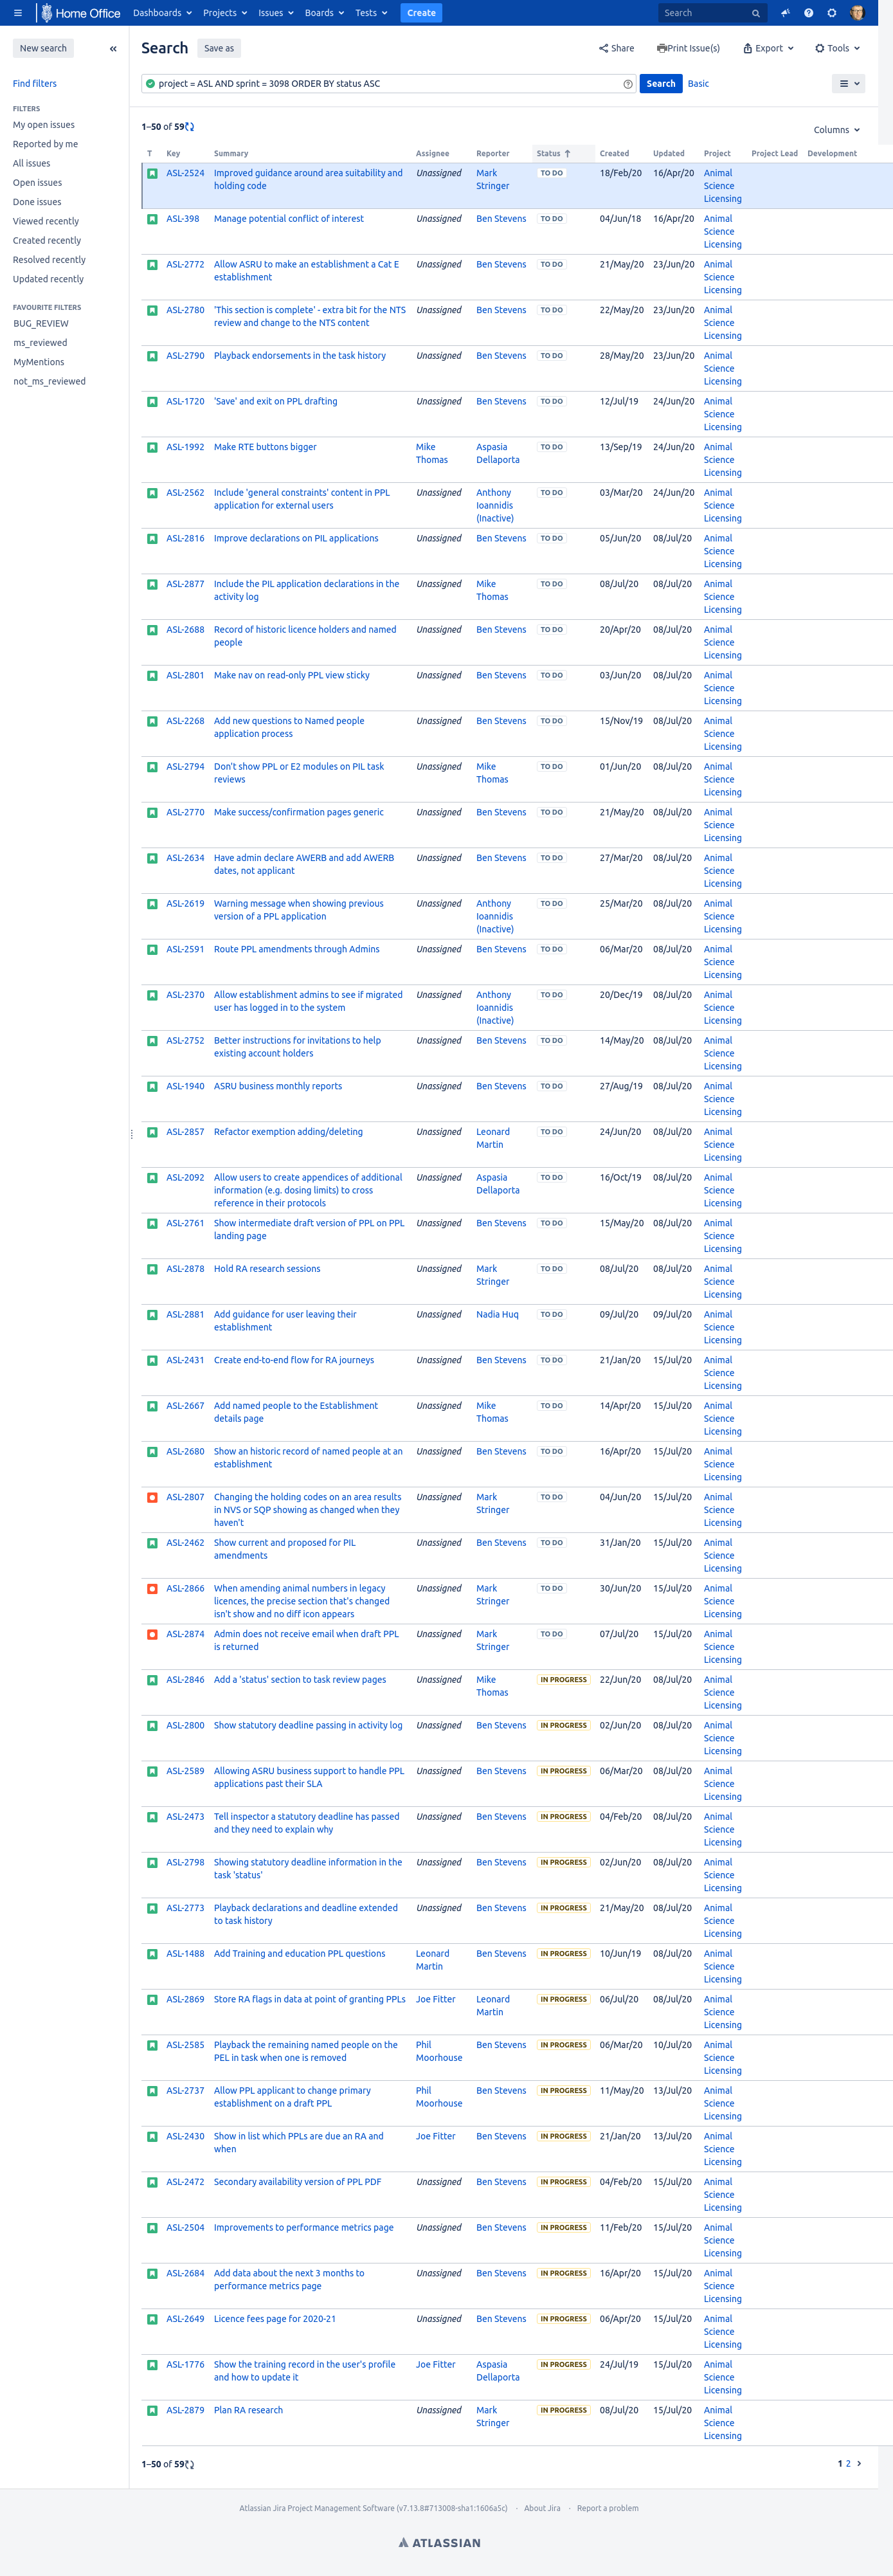 Home Office Dashboards Projects Issues Boards Tests Create Search
New search
Find filters
FILTERS
My open issues
Reported by me
All issues
Open issues
Done issues
Viewed recently
Created recently
Resolved recently
Updated recently
FAVOURITE FILTERS
BUG_REVIEW
ms_reviewed
MyMentions
not_ms_reviewed
Search Save as Share Print Issue(s) Export Tools
project = ASL AND sprint = 3098 ORDER BY status ASC Search Basic
1–50 of 59 Columns
T Key Summary Assignee Reporter Status Created Updated Project Project Lead Development
ASL-2524 Improved guidance around area suitability and Unassigned Mark TO DO 18/Feb/20 16/Apr/20 Animal
holding code Stringer Science
Licensing
ASL-398 Manage potential conflict of interest Unassigned Ben Stevens TO DO 04/Jun/18 16/Apr/20 Animal
Science
Licensing
ASL-2772 Allow ASRU to make an establishment a Cat E Unassigned Ben Stevens TO DO 21/May/20 23/Jun/20 Animal
establishment Science
Licensing
ASL-2780 'This section is complete' - extra bit for the NTS Unassigned Ben Stevens TO DO 22/May/20 23/Jun/20 Animal
review and change to the NTS content Science
Licensing
ASL-2790 Playback endorsements in the task history Unassigned Ben Stevens TO DO 28/May/20 23/Jun/20 Animal
Science
Licensing
ASL-1720 'Save' and exit on PPL drafting Unassigned Ben Stevens TO DO 12/Jul/19 24/Jun/20 Animal
Science
Licensing
ASL-1992 Make RTE buttons bigger Mike Aspasia TO DO 13/Sep/19 24/Jun/20 Animal
Thomas Dellaporta Science
Licensing
ASL-2562 Include 'general constraints' content in PPL Unassigned Anthony TO DO 03/Mar/20 24/Jun/20 Animal
application for external users Ioannidis Science
(Inactive) Licensing
ASL-2816 Improve declarations on PIL applications Unassigned Ben Stevens TO DO 05/Jun/20 08/Jul/20 Animal
Science
Licensing
ASL-2877 Include the PIL application declarations in the Unassigned Mike TO DO 08/Jul/20 08/Jul/20 Animal
activity log Thomas Science
Licensing
ASL-2688 Record of historic licence holders and named Unassigned Ben Stevens TO DO 20/Apr/20 08/Jul/20 Animal
people Science
Licensing
ASL-2801 Make nav on read-only PPL view sticky Unassigned Ben Stevens TO DO 03/Jun/20 08/Jul/20 Animal
Science
Licensing
ASL-2268 Add new questions to Named people Unassigned Ben Stevens TO DO 15/Nov/19 08/Jul/20 Animal
application process Science
Licensing
ASL-2794 Don't show PPL or E2 modules on PIL task Unassigned Mike TO DO 01/Jun/20 08/Jul/20 Animal
reviews Thomas Science
Licensing
ASL-2770 Make success/confirmation pages generic Unassigned Ben Stevens TO DO 21/May/20 08/Jul/20 Animal
Science
Licensing
ASL-2634 Have admin declare AWERB and add AWERB Unassigned Ben Stevens TO DO 27/Mar/20 08/Jul/20 Animal
dates, not applicant Science
Licensing
ASL-2619 Warning message when showing previous Unassigned Anthony TO DO 25/Mar/20 08/Jul/20 Animal
version of a PPL application Ioannidis Science
(Inactive) Licensing
ASL-2591 Route PPL amendments through Admins Unassigned Ben Stevens TO DO 06/Mar/20 08/Jul/20 Animal
Science
Licensing
ASL-2370 Allow establishment admins to see if migrated Unassigned Anthony TO DO 20/Dec/19 08/Jul/20 Animal
user has logged in to the system Ioannidis Science
(Inactive) Licensing
ASL-2752 Better instructions for invitations to help Unassigned Ben Stevens TO DO 14/May/20 08/Jul/20 Animal
existing account holders Science
Licensing
ASL-1940 ASRU business monthly reports Unassigned Ben Stevens TO DO 27/Aug/19 08/Jul/20 Animal
Science
Licensing
ASL-2857 Refactor exemption adding/deleting Unassigned Leonard TO DO 24/Jun/20 08/Jul/20 Animal
Martin Science
Licensing
ASL-2092 Allow users to create appendices of additional Unassigned Aspasia TO DO 16/Oct/19 08/Jul/20 Animal
information (e.g. dosing limits) to cross Dellaporta Science
reference in their protocols Licensing
ASL-2761 Show intermediate draft version of PPL on PPL Unassigned Ben Stevens TO DO 15/May/20 08/Jul/20 Animal
landing page Science
Licensing
ASL-2878 Hold RA research sessions Unassigned Mark TO DO 08/Jul/20 08/Jul/20 Animal
Stringer Science
Licensing
ASL-2881 Add guidance for user leaving their Unassigned Nadia Huq TO DO 09/Jul/20 09/Jul/20 Animal
establishment Science
Licensing
ASL-2431 Create end-to-end flow for RA journeys Unassigned Ben Stevens TO DO 21/Jan/20 15/Jul/20 Animal
Science
Licensing
ASL-2667 Add named people to the Establishment Unassigned Mike TO DO 14/Apr/20 15/Jul/20 Animal
details page Thomas Science
Licensing
ASL-2680 Show an historic record of named people at an Unassigned Ben Stevens TO DO 16/Apr/20 15/Jul/20 Animal
establishment Science
Licensing
ASL-2807 Changing the holding codes on an area results Unassigned Mark TO DO 04/Jun/20 15/Jul/20 Animal
in NVS or SQP showing as changed when they Stringer Science
haven't Licensing
ASL-2462 Show current and proposed for PIL Unassigned Ben Stevens TO DO 31/Jan/20 15/Jul/20 Animal
amendments Science
Licensing
ASL-2866 When amending animal numbers in legacy Unassigned Mark TO DO 30/Jun/20 15/Jul/20 Animal
licences, the precise section that's changed Stringer Science
isn't show and no diff icon appears Licensing
ASL-2874 Admin does not receive email when draft PPL Unassigned Mark TO DO 07/Jul/20 15/Jul/20 Animal
is returned Stringer Science
Licensing
ASL-2846 Add a 'status' section to task review pages Unassigned Mike IN PROGRESS 22/Jun/20 08/Jul/20 Animal
Thomas Science
Licensing
ASL-2800 Show statutory deadline passing in activity log Unassigned Ben Stevens IN PROGRESS 02/Jun/20 08/Jul/20 Animal
Science
Licensing
ASL-2589 Allowing ASRU business support to handle PPL Unassigned Ben Stevens IN PROGRESS 06/Mar/20 08/Jul/20 Animal
applications past their SLA Science
Licensing
ASL-2473 Tell inspector a statutory deadline has passed Unassigned Ben Stevens IN PROGRESS 04/Feb/20 08/Jul/20 Animal
and they need to explain why Science
Licensing
ASL-2798 Showing statutory deadline information in the Unassigned Ben Stevens IN PROGRESS 02/Jun/20 08/Jul/20 Animal
task 'status' Science
Licensing
ASL-2773 Playback declarations and deadline extended Unassigned Ben Stevens IN PROGRESS 21/May/20 08/Jul/20 Animal
to task history Science
Licensing
ASL-1488 Add Training and education PPL questions Leonard Ben Stevens IN PROGRESS 10/Jun/19 08/Jul/20 Animal
Martin Science
Licensing
ASL-2869 Store RA flags in data at point of granting PPLs Joe Fitter Leonard IN PROGRESS 06/Jul/20 08/Jul/20 Animal
Martin Science
Licensing
ASL-2585 Playback the remaining named people on the Phil Ben Stevens IN PROGRESS 06/Mar/20 10/Jul/20 Animal
PEL in task when one is removed Moorhouse Science
Licensing
ASL-2737 Allow PPL applicant to change primary Phil Ben Stevens IN PROGRESS 11/May/20 13/Jul/20 Animal
establishment on a draft PPL Moorhouse Science
Licensing
ASL-2430 Show in list which PPLs are due an RA and Joe Fitter Ben Stevens IN PROGRESS 21/Jan/20 13/Jul/20 Animal
when Science
Licensing
ASL-2472 Secondary availability version of PPL PDF Unassigned Ben Stevens IN PROGRESS 04/Feb/20 15/Jul/20 Animal
Science
Licensing
ASL-2504 Improvements to performance metrics page Unassigned Ben Stevens IN PROGRESS 11/Feb/20 15/Jul/20 Animal
Science
Licensing
ASL-2684 Add data about the next 3 months to Unassigned Ben Stevens IN PROGRESS 16/Apr/20 15/Jul/20 Animal
performance metrics page Science
Licensing
ASL-2649 Licence fees page for 2020-21 Unassigned Ben Stevens IN PROGRESS 06/Apr/20 15/Jul/20 Animal
Science
Licensing
ASL-1776 Show the training record in the user's profile Joe Fitter Aspasia IN PROGRESS 24/Jul/19 15/Jul/20 Animal
and how to update it Dellaporta Science
Licensing
ASL-2879 Plan RA research Unassigned Mark IN PROGRESS 08/Jul/20 15/Jul/20 Animal
Stringer Science
Licensing
1–50 of 59 1 2
Atlassian Jira Project Management Software (v7.13.8#713008-sha1:1606a5c) · About Jira · Report a problem
ATLASSIAN